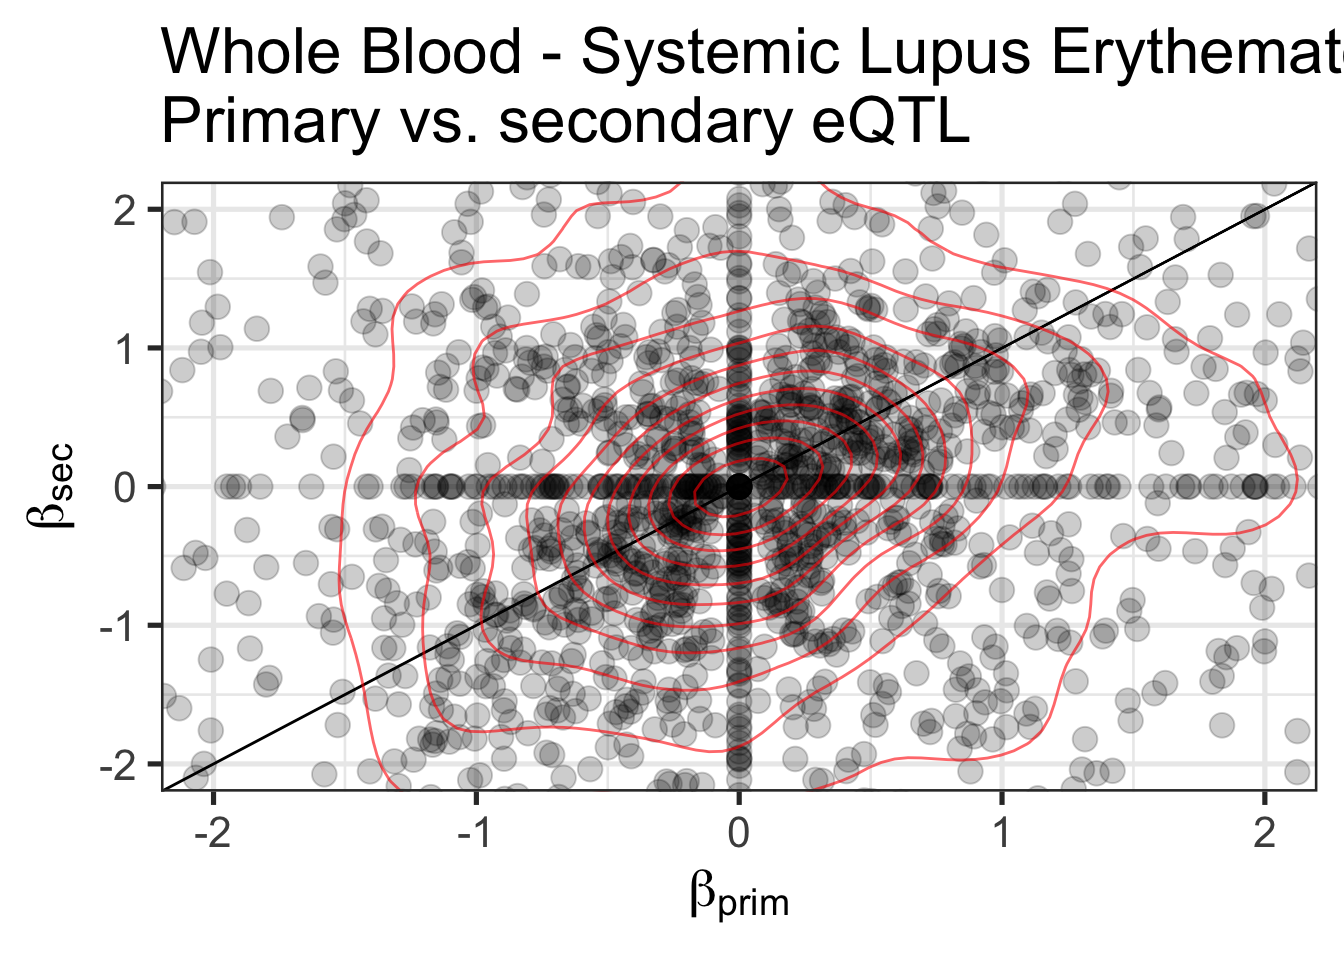 Whole Blood - Systemic Lupus Erythemat
Primary vs. secondary eQTL
2
1
0
-1
-2
βsec
-2 -1 0 1 2
βprim